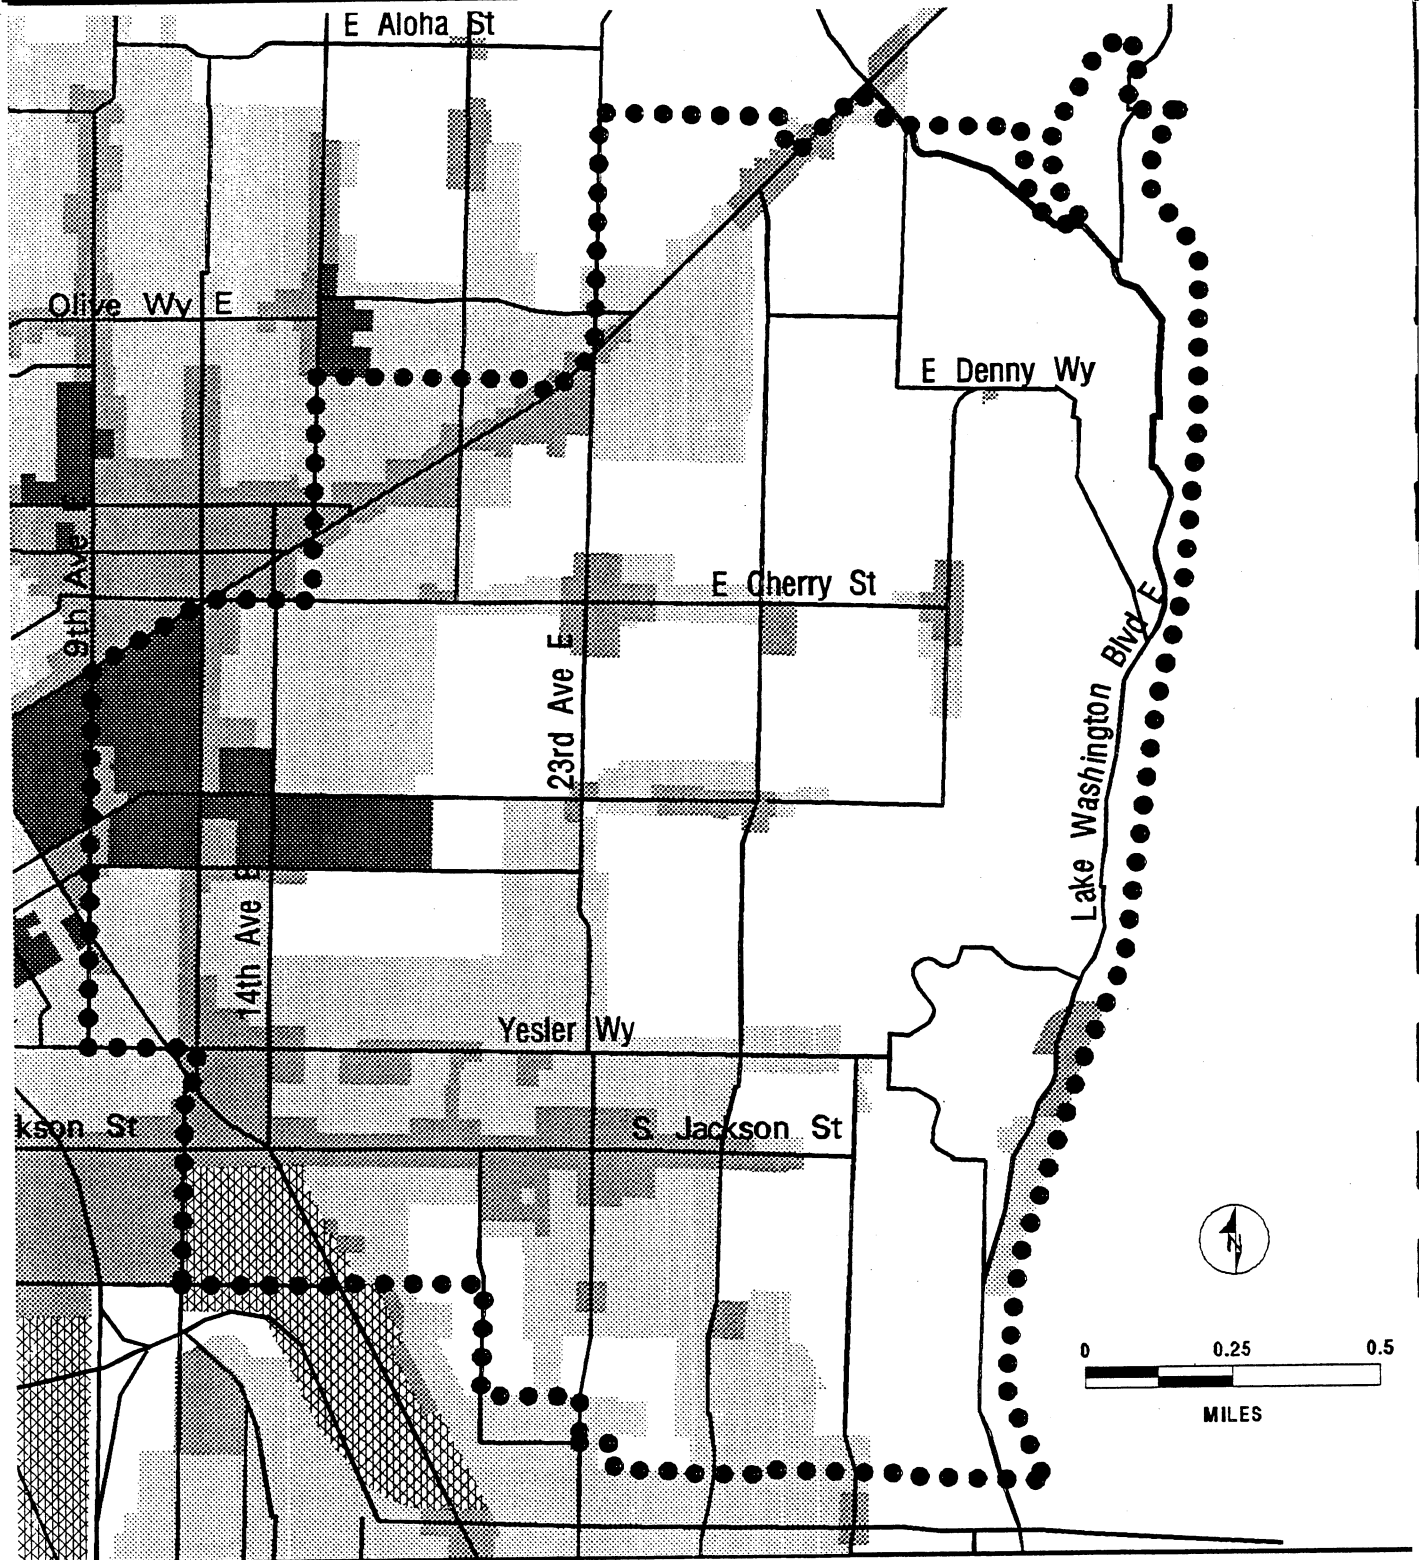 E Aloha St
Olive Wy E
E Denny Wy
9th Ave E
E Cherry St
23rd Ave E
Lake Washington Blvd E
14th Ave E
Yesler Wy
kson St
S Jackson St
N
0 0.25 0.5
MILES